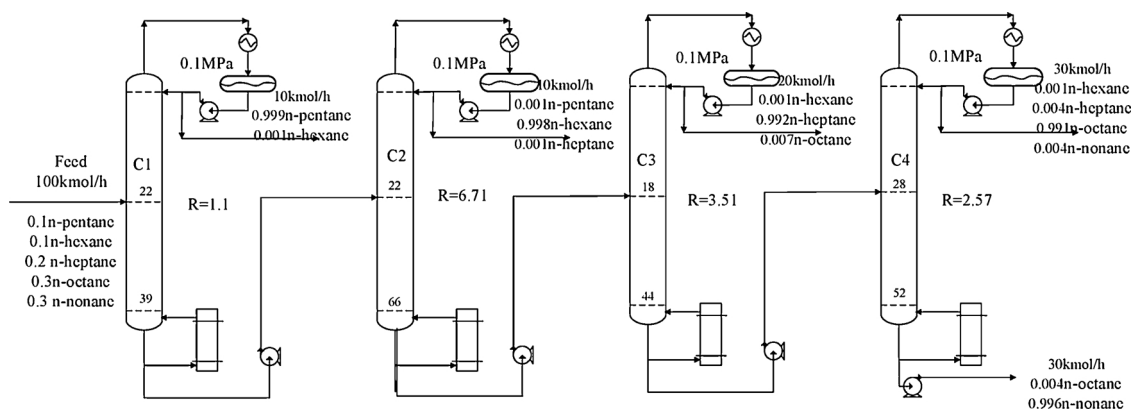 Feed
100kmol/h
0.1n-pentane
0.1n-hexane
0.2 n-heptane
0.3n-octane
0.3 n-nonane
C1
22
39
R=1.1
0.1MPa
10kmol/h
0.999n-pentane
0.001n-hexane
C2
22
66
R=6.71
0.1MPa
10kmol/h
0.001n-pentane
0.998n-hexane
0.001n-heptane
C3
18
44
R=3.51
0.1MPa
20kmol/h
0.001n-hexane
0.992n-heptane
0.007n-octane
C4
28
52
R=2.57
0.1MPa
30kmol/h
0.001n-hexane
0.004n-heptane
0.991n-octane
0.004n-nonane
30kmol/h
0.004n-octane
0.996n-nonane